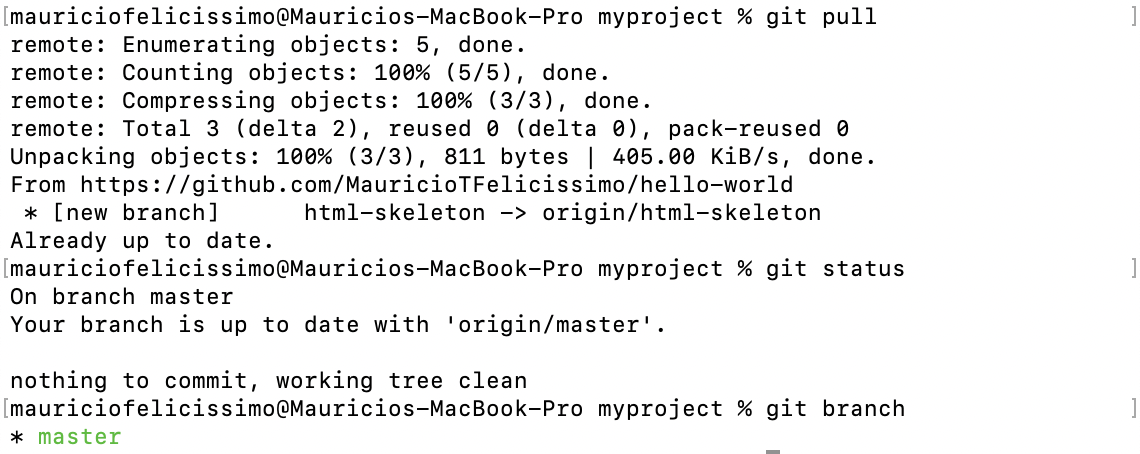 [mauriciofelicissimo@Mauricios-MacBook-Pro myproject % git pull ]
remote: Enumerating objects: 5, done.
remote: Counting objects: 100% (5/5), done.
remote: Compressing objects: 100% (3/3), done.
remote: Total 3 (delta 2), reused 0 (delta 0), pack-reused 0
Unpacking objects: 100% (3/3), 811 bytes | 405.00 KiB/s, done.
From https://github.com/MauricioTFelicissimo/hello-world
 * [new branch]      html-skeleton -> origin/html-skeleton
Already up to date.
[mauriciofelicissimo@Mauricios-MacBook-Pro myproject % git status ]
On branch master
Your branch is up to date with 'origin/master'.

nothing to commit, working tree clean
[mauriciofelicissimo@Mauricios-MacBook-Pro myproject % git branch ]
* master